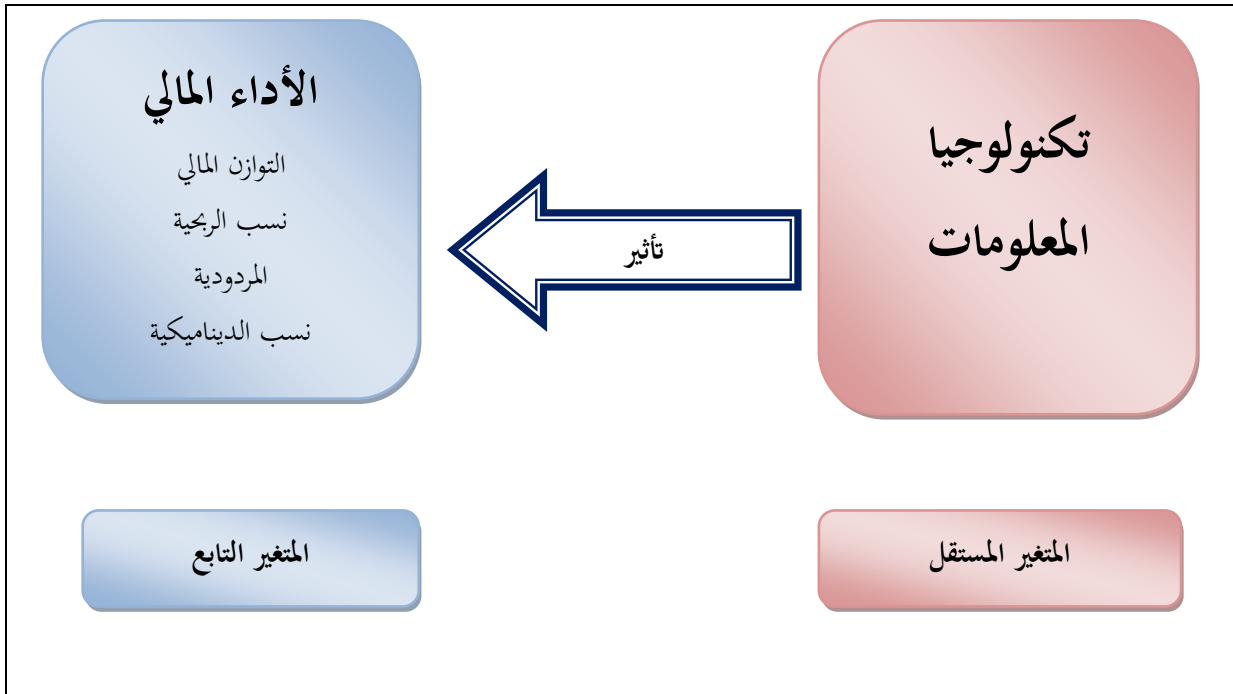 تكنولوجيا
المعلومات
تأثير
الأداء المالي
التوازن المالي
نسب الربحية
المردودية
نسب الديناميكية
المتغير المستقل
المتغير التابع